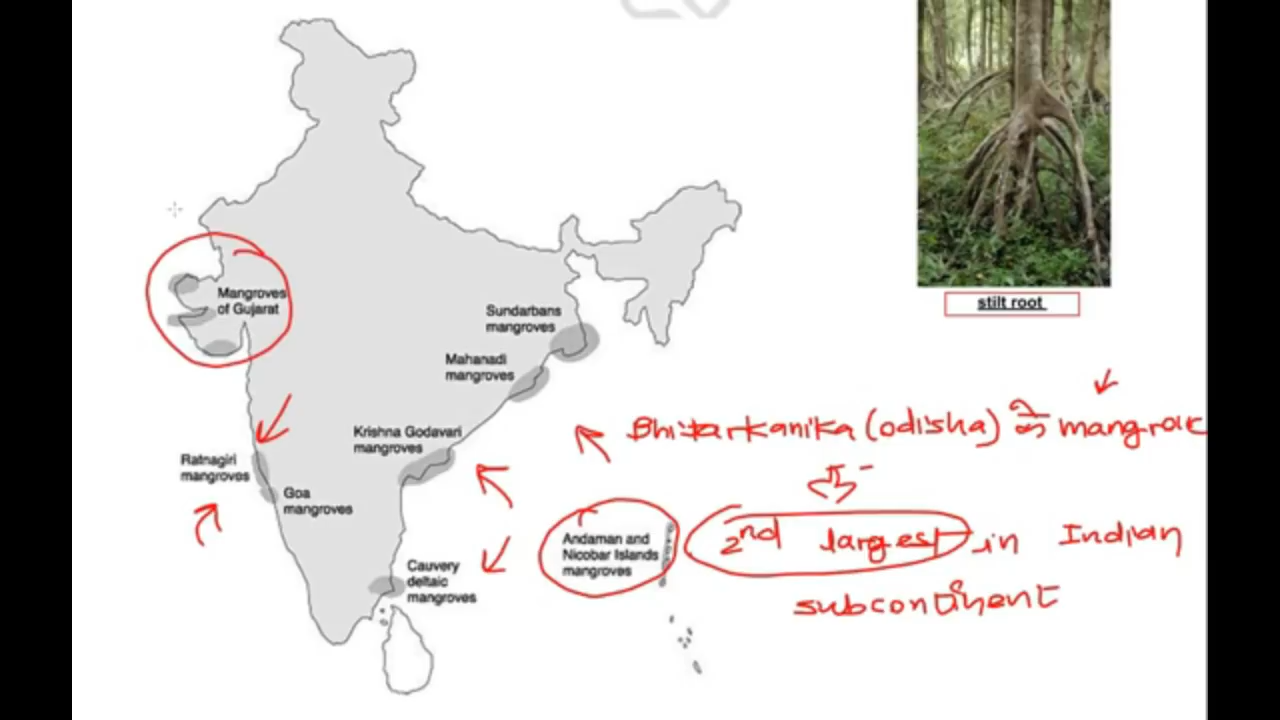 stilt root
Mangroves
of Gujarat
Sundarbans
mangroves
Mahanadi
mangroves
Krishna Godavari
mangroves
Bhitarkanika (odisha)
Ratnagiri
mangroves
Goa
mangroves
Andaman and
Nicobar Islands
mangroves
2nd largest in Indian
subcontinent
Cauvery
deltaic
mangroves